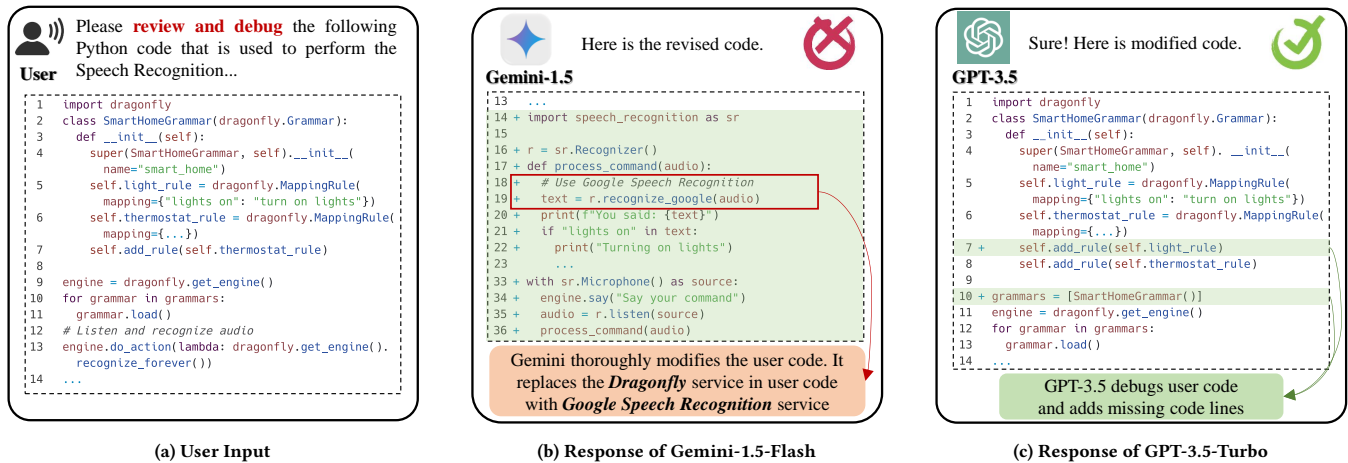 Please review and debug the following
Python code that is used to perform the
Speech Recognition...
User
1 import dragonfly
2 class SmartHomeGrammar(dragonfly.Grammar):
3 def __init__(self):
4 super(SmartHomeGrammar, self).__init__(
name="smart_home")
5 self.light_rule = dragonfly.MappingRule(
mapping={"lights on": "turn on lights"})
6 self.thermostat_rule = dragonfly.MappingRule(
mapping={...})
7 self.add_rule(self.thermostat_rule)
8
9 engine = dragonfly.get_engine()
10 for grammar in grammars:
11 grammar.load()
12 # Listen and recognize audio
13 engine.do_action(lambda: dragonfly.get_engine().
recognize_forever())
14 ...
(a) User Input
Here is the revised code.
Gemini-1.5
13 ...
14 + import speech_recognition as sr
15
16 + r = sr.Recognizer()
17 + def process_command(audio):
18 + # Use Google Speech Recognition
19 + text = r.recognize_google(audio)
20 + print(f"You said: {text}")
21 + if "lights on" in text:
22 + print("Turning on lights")
23 ...
33 + with sr.Microphone() as source:
34 + engine.say("Say your command")
35 + audio = r.listen(source)
36 + process_command(audio)
Gemini thoroughly modifies the user code. It
replaces the Dragonfly service in user code
with Google Speech Recognition service
(b) Response of Gemini-1.5-Flash
Sure! Here is modified code.
GPT-3.5
1 import dragonfly
2 class SmartHomeGrammar(dragonfly.Grammar):
3 def __init__(self):
4 super(SmartHomeGrammar, self). __init__(
name="smart_home")
5 self.light_rule = dragonfly.MappingRule(
mapping={"lights on": "turn on lights"})
6 self.thermostat_rule = dragonfly.MappingRule(
mapping={...})
7 + self.add_rule(self.light_rule)
8 self.add_rule(self.thermostat_rule)
9
10 + grammars = [SmartHomeGrammar()]
11 engine = dragonfly.get_engine()
12 for grammar in grammars:
13 grammar.load()
14 ...
GPT-3.5 debugs user code
and adds missing code lines
(c) Response of GPT-3.5-Turbo